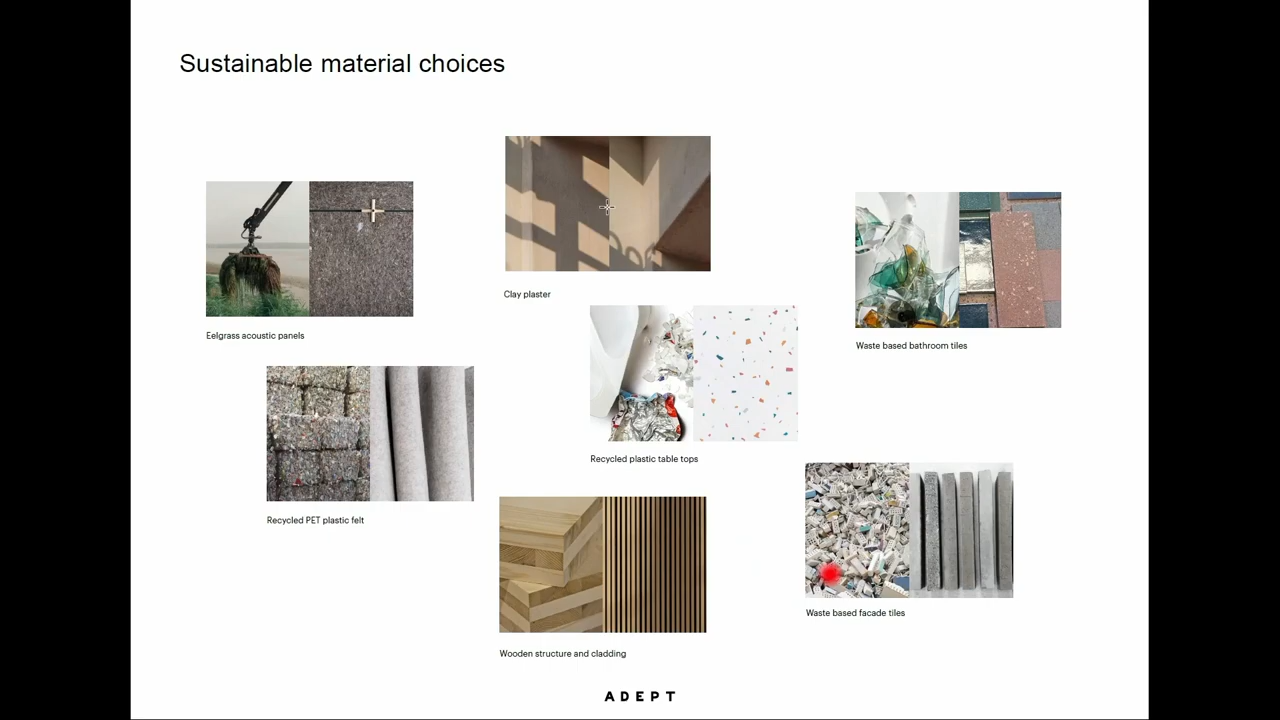 Sustainable material choices
Clay plaster
Eelgrass acoustic panels
Waste based bathroom tiles
Recycled plastic table tops
Recycled PET plastic felt
Waste based facade tiles
Wooden structure and cladding
ADEPT